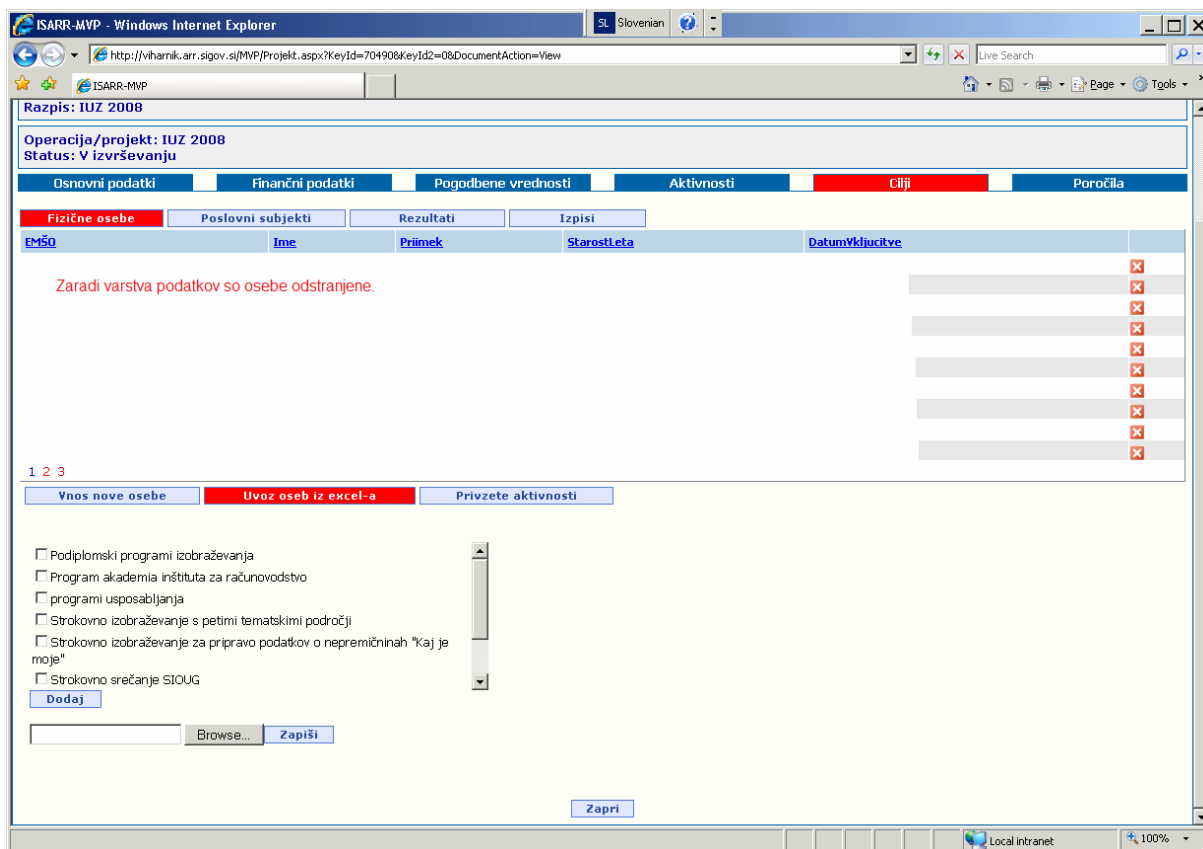 ISARR-MVP - Windows Internet Explorer
SL Slovenian
http://viharnik.arr.sigov.si/MVP/Projekt.aspx?KeyId=70490&KeyId2=0&DocumentAction=View
Live Search
ISARR-MVP
Page Tools
Razpis: IUZ 2008
Operacija/projekt: IUZ 2008
Status: V izvrševanju
Osnovni podatki Finančni podatki Pogodbene vrednosti Aktivnosti Cilji Poročila
Fizične osebe Poslovni subjekti Rezultati Izpisi
EMŠO Ime Priimek StarostLeta DatumVkljucitve
Zaradi varstva podatkov so osebe odstranjene.
1 2 3
Vnos nove osebe Uvoz oseb iz excel-a Privzete aktivnosti
Podiplomski programi izobraževanja
Program akademia inštituta za računovodstvo
programi usposabljanja
Strokovno izobraževanje s petimi tematskimi področji
Strokovno izobraževanje za pripravo podatkov o nepremičninah "Kaj je
moje"
Strokovno srečanje SIOUG
Dodaj
Browse... Zapiši
Zapri
Local intranet 100%